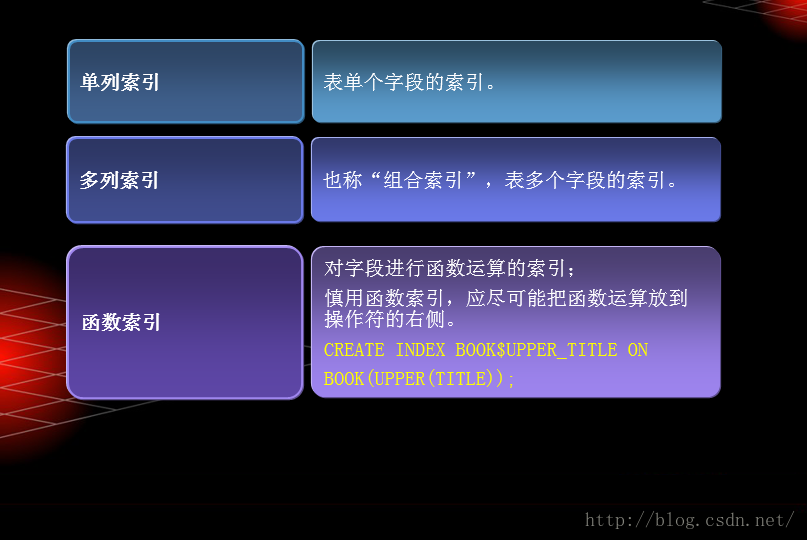 单列索引
表单个字段的索引。
多列索引
也称“组合索引”，表多个字段的索引。
函数索引
对字段进行函数运算的索引；
慎用函数索引，应尽可能把函数运算放到
操作符的右侧。
CREATE INDEX BOOK$UPPER_TITLE ON
BOOK(UPPER(TITLE));
http://blog.csdn.net/